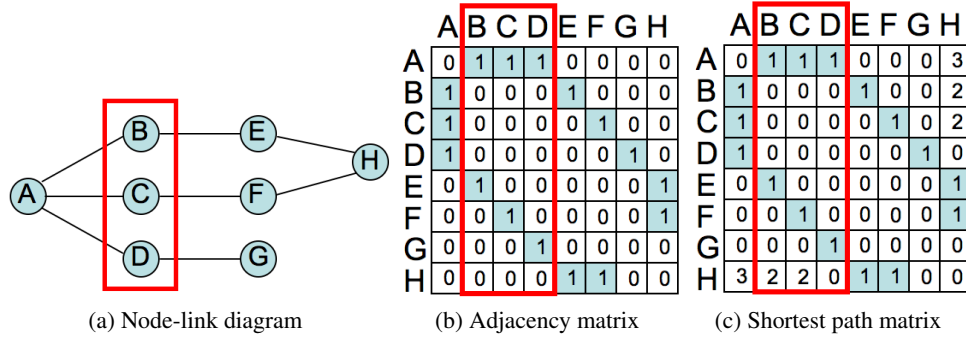 A
B
C
D
E
F
G
H
(a) Node-link diagram
A B C D E F G H
A 0 1 1 1 0 0 0 0
B 1 0 0 0 1 0 0 0
C 1 0 0 0 0 1 0 0
D 1 0 0 0 0 0 1 0
E 0 1 0 0 0 0 0 1
F 0 0 1 0 0 0 0 1
G 0 0 0 1 0 0 0 0
H 0 0 0 0 1 1 0 0
(b) Adjacency matrix
A B C D E F G H
A 0 1 1 1 0 0 0 3
B 1 0 0 0 1 0 0 2
C 1 0 0 0 0 1 0 2
D 1 0 0 0 0 0 1 0
E 0 1 0 0 0 0 0 1
F 0 0 1 0 0 0 0 1
G 0 0 0 1 0 0 0 0
H 3 2 2 0 1 1 0 0
(c) Shortest path matrix